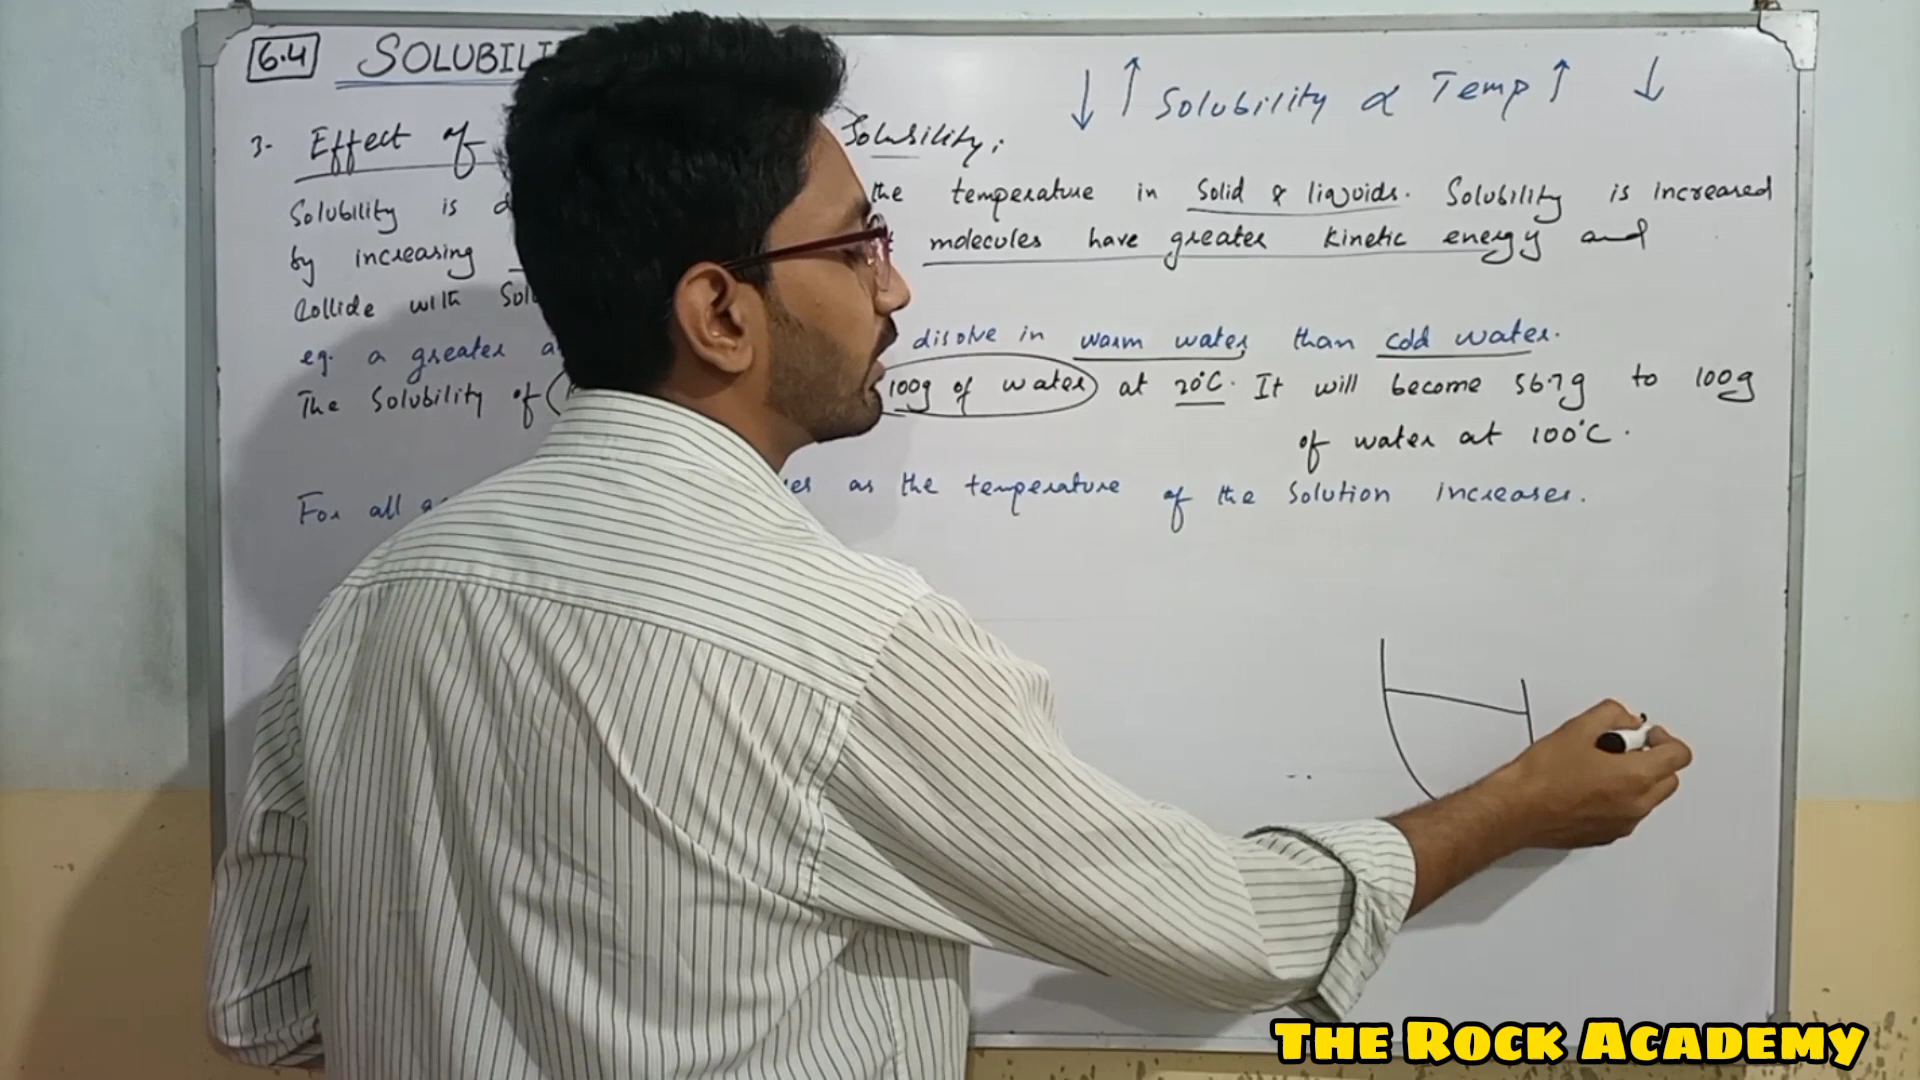 6.4 SOLUBILI
↓ ↑ Solubility ∝ Temp ↑ ↓
3- Effect of Solubility:
Solubility is the temperature in solid & liquids. Solubility is increased
by increasing molecules have greater kinetic energy and
Collide with Sol
eg. a greater disolve in warm water than cold water.
The Solubility of 100g of water at 20°C. It will become 56.7g to 100g
of water at 100°C.
For all as the temperature of the solution increases.
THE ROCK ACADEMY